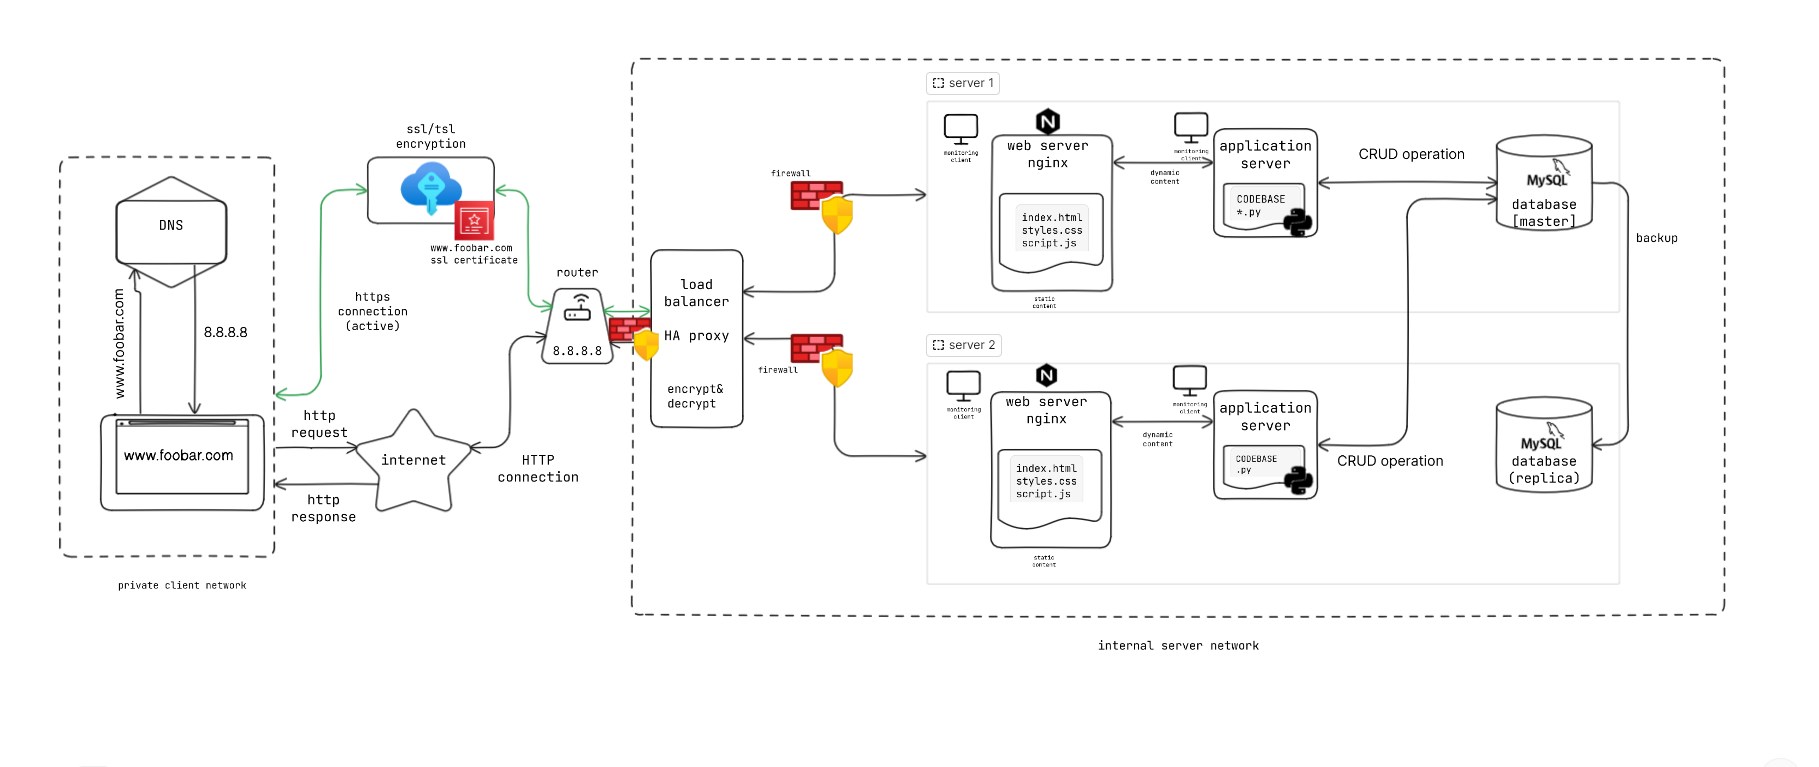 ssl/tsl
encryption
www.foobar.com
ssl certificate
DNS
www.foobar.com
8.8.8.8
https
connection
(active)
www.foobar.com
private client network
http
request
http
response
internet
HTTP
connection
router
8.8.8.8
load
balancer
HA proxy
encrypt&
decrypt
firewall
firewall
server 1
monitoring
client
N
web server
nginx
index.html
styles.css
script.js
static
content
dynamic
content
monitoring
client
application
server
CODEBASE
*.py
CRUD operation
MySQL
database
[master]
backup
server 2
monitoring
client
N
web server
nginx
index.html
styles.css
script.js
static
content
dynamic
content
monitoring
client
application
server
CODEBASE
.py
CRUD operation
MySQL
database
(replica)
internal server network